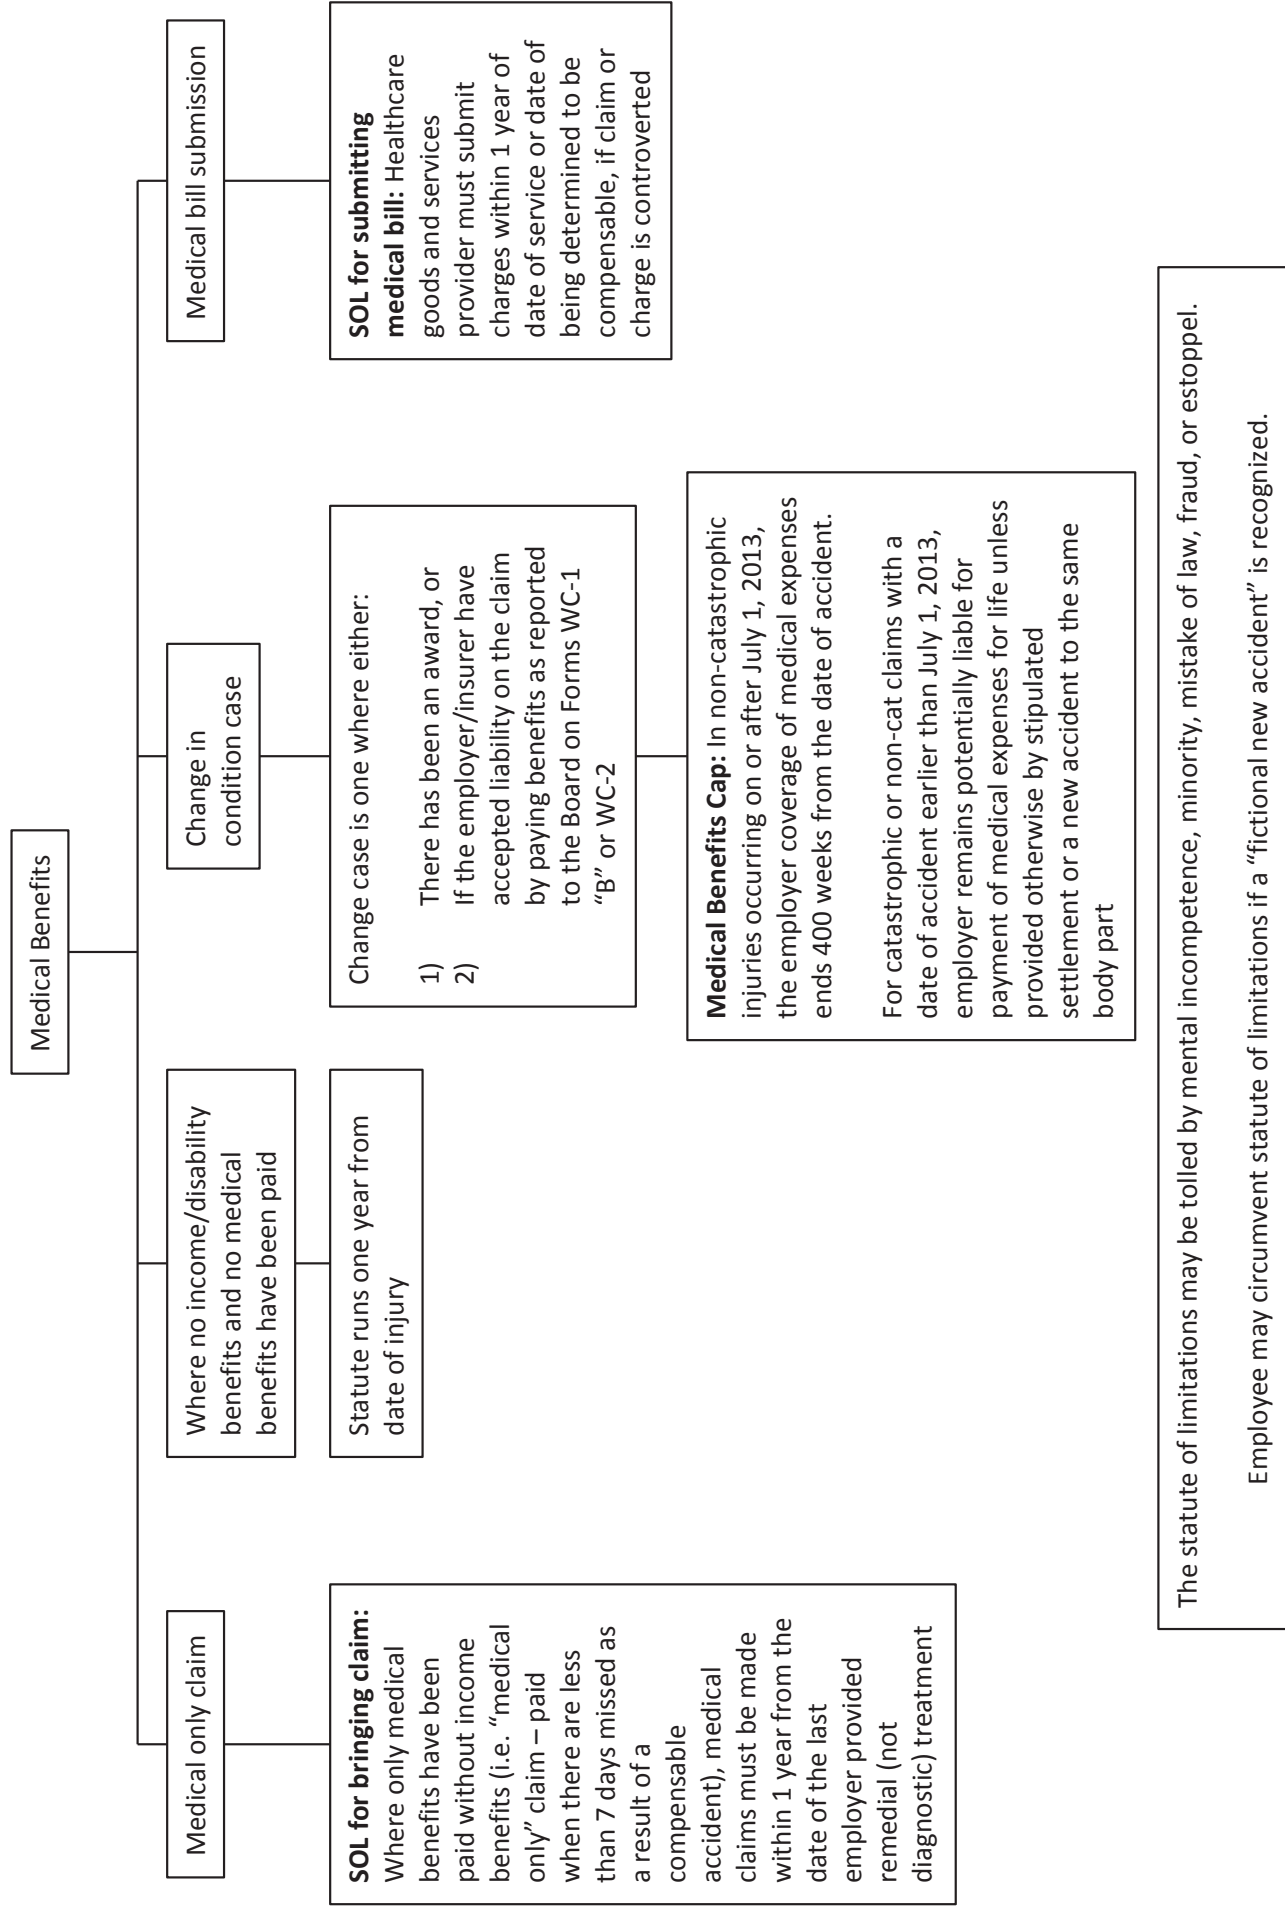 Medical Benefits
Medical only claim
SOL for bringing claim:
Where only medical
benefits have been
paid without income
benefits (i.e. “medical
only” claim – paid
when there are less
than 7 days missed as
a result of a
compensable
accident), medical
claims must be made
within 1 year from the
date of the last
employer provided
remedial (not
diagnostic) treatment
Where no income/disability
benefits and no medical
benefits have been paid
Statute runs one year from
date of injury
Change in
condition case
Change case is one where either:
1) There has been an award, or
2) If the employer/insurer have
accepted liability on the claim
by paying benefits as reported
to the Board on Forms WC-1
“B” or WC-2
Medical Benefits Cap: In non-catastrophic
injuries occurring on or after July 1, 2013,
the employer coverage of medical expenses
ends 400 weeks from the date of accident.
For catastrophic or non-cat claims with a
date of accident earlier than July 1, 2013,
employer remains potentially liable for
payment of medical expenses for life unless
provided otherwise by stipulated
settlement or a new accident to the same
body part
Medical bill submission
SOL for submitting
medical bill: Healthcare
goods and services
provider must submit
charges within 1 year of
date of service or date of
being determined to be
compensable, if claim or
charge is controverted
The statute of limitations may be tolled by mental incompetence, minority, mistake of law, fraud, or estoppel.
Employee may circumvent statute of limitations if a “fictional new accident” is recognized.